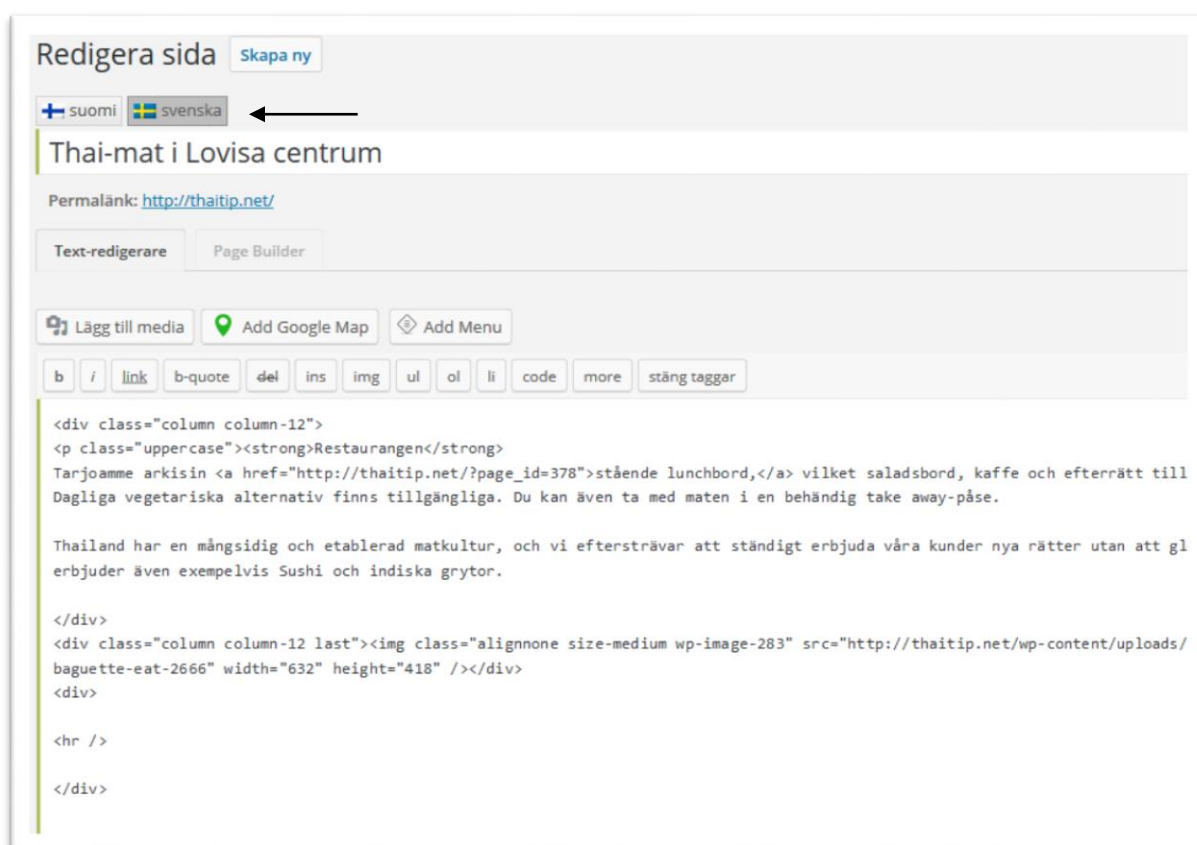 Redigera sida Skapa ny
suomi svenska
Thai-mat i Lovisa centrum
Permalänk: http://thaitip.net/
Text-redigerare Page Builder
Lägg till media Add Google Map Add Menu
b i link b-quote del ins img ul ol li code more stäng taggar
<div class="column column-12">
<p class="uppercase"><strong>Restaurangen</strong>
Tarjoamme arkisin <a href="http://thaitip.net/?page_id=378">stående lunchbord,</a> vilket saladsbord, kaffe och efterrätt till
Dagliga vegetariska alternativ finns tillgängliga. Du kan även ta med maten i en behändig take away-påse.
Thailand har en mångsidig och etablerad matkultur, och vi eftersträvar att ständigt erbjuda våra kunder nya rätter utan att gl
erbjuder även exempelvis Sushi och indiska grytor.
</div>
<div class="column column-12 last"><img class="alignnone size-medium wp-image-283" src="http://thaitip.net/wp-content/uploads/
baguette-eat-2666" width="632" height="418" /></div>
<div>
<hr />
</div>